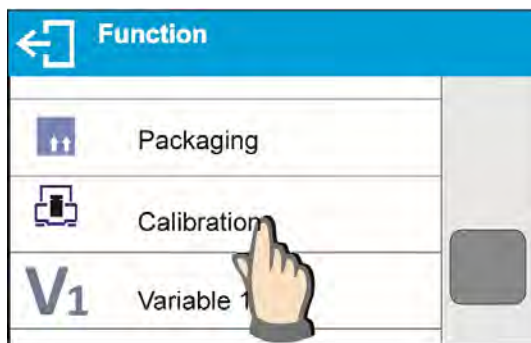 Function
Packaging
Calibration
V1
Variable 1